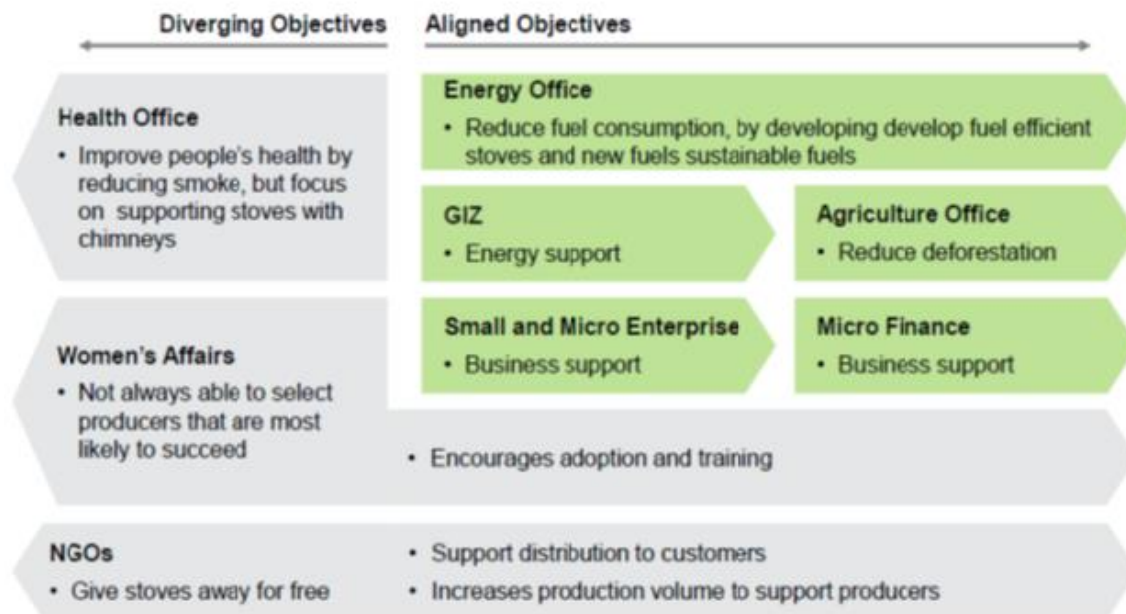 Diverging Objectives
Aligned Objectives
Health Office
• Improve people's health by
reducing smoke, but focus
on supporting stoves with
chimneys
Energy Office
• Reduce fuel consumption, by developing develop fuel efficient
stoves and new fuels sustainable fuels
GIZ
• Energy support
Agriculture Office
• Reduce deforestation
Small and Micro Enterprise
• Business support
Micro Finance
• Business support
Women's Affairs
• Not always able to select
producers that are most
likely to succeed
• Encourages adoption and training
NGOs
• Give stoves away for free
• Support distribution to customers
• Increases production volume to support producers